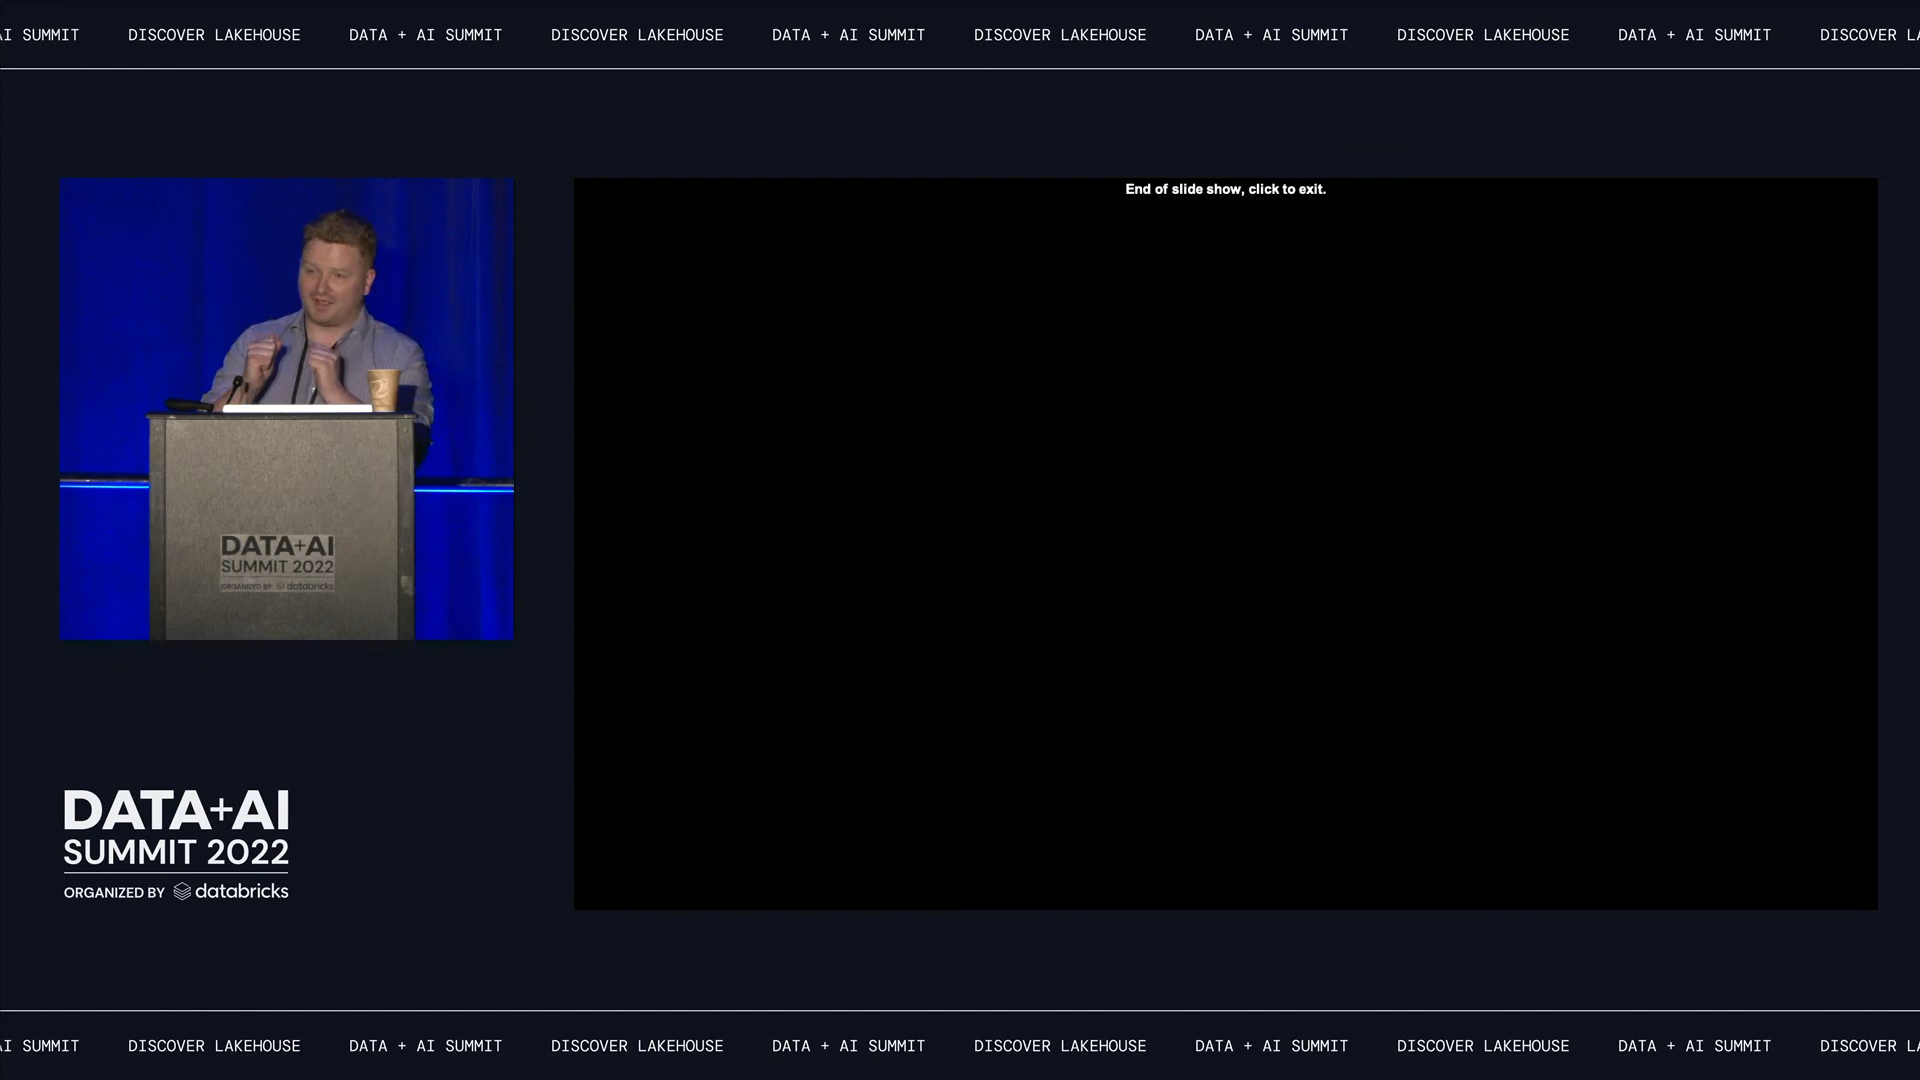 AI SUMMIT DISCOVER LAKEHOUSE DATA + AI SUMMIT DISCOVER LAKEHOUSE DATA + AI SUMMIT DISCOVER LAKEHOUSE DATA + AI SUMMIT DISCOVER LAKEHOUSE DATA + AI SUMMIT DISCOVER LA
End of slide show, click to exit.
DATA+AI
SUMMIT 2022
ORGANIZED BY databricks
DATA+AI
SUMMIT 2022
ORGANIZED BY databricks
AI SUMMIT DISCOVER LAKEHOUSE DATA + AI SUMMIT DISCOVER LAKEHOUSE DATA + AI SUMMIT DISCOVER LAKEHOUSE DATA + AI SUMMIT DISCOVER LAKEHOUSE DATA + AI SUMMIT DISCOVER LA